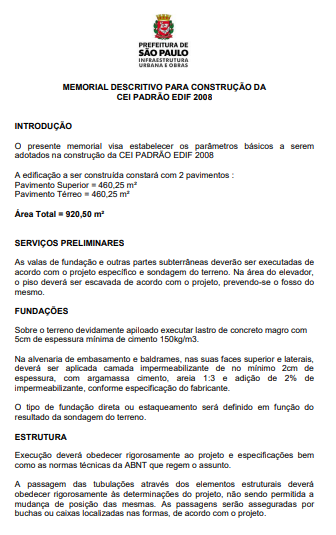 PREFEITURA DE
SÃO PAULO
INFRAESTRUTURA
URBANA E OBRAS
MEMORIAL DESCRITIVO PARA CONSTRUÇÃO DA
CEI PADRÃO EDIF 2008
INTRODUÇÃO
O presente memorial visa estabelecer os parâmetros básicos a serem
adotados na construção da CEI PADRÃO EDIF 2008
A edificação a ser construída constará com 2 pavimentos :
Pavimento Superior = 460,25 m²
Pavimento Térreo = 460,25 m²
Área Total = 920,50 m²
SERVIÇOS PRELIMINARES
As valas de fundação e outras partes subterrâneas deverão ser executadas de
acordo com o projeto específico e sondagem do terreno. Na área do elevador,
o piso deverá ser escavada de acordo com o projeto, prevendo-se o fosso do
mesmo.
FUNDAÇÕES
Sobre o terreno devidamente apiloado executar lastro de concreto magro com
5cm de espessura mínima de cimento 150kg/m3.
Na alvenaria de embasamento e baldrames, nas suas faces superior e laterais,
deverá ser aplicada camada impermeabilizante de no mínimo 2cm de
espessura, com argamassa cimento, areia 1:3 e adição de 2% de
impermeabilizante, conforme especificação do fabricante.
O tipo de fundação direta ou estaqueamento será definido em função do
resultado da sondagem do terreno.
ESTRUTURA
Execução deverá obedecer rigorosamente ao projeto e especificações bem
como as normas técnicas da ABNT que regem o assunto.
A passagem das tubulações através dos elementos estruturais deverá
obedecer rigorosamente às determinações do projeto, não sendo permitida a
mudança de posição das mesmas. As passagens serão asseguradas por
buchas ou caixas localizadas nas formas, de acordo com o projeto.